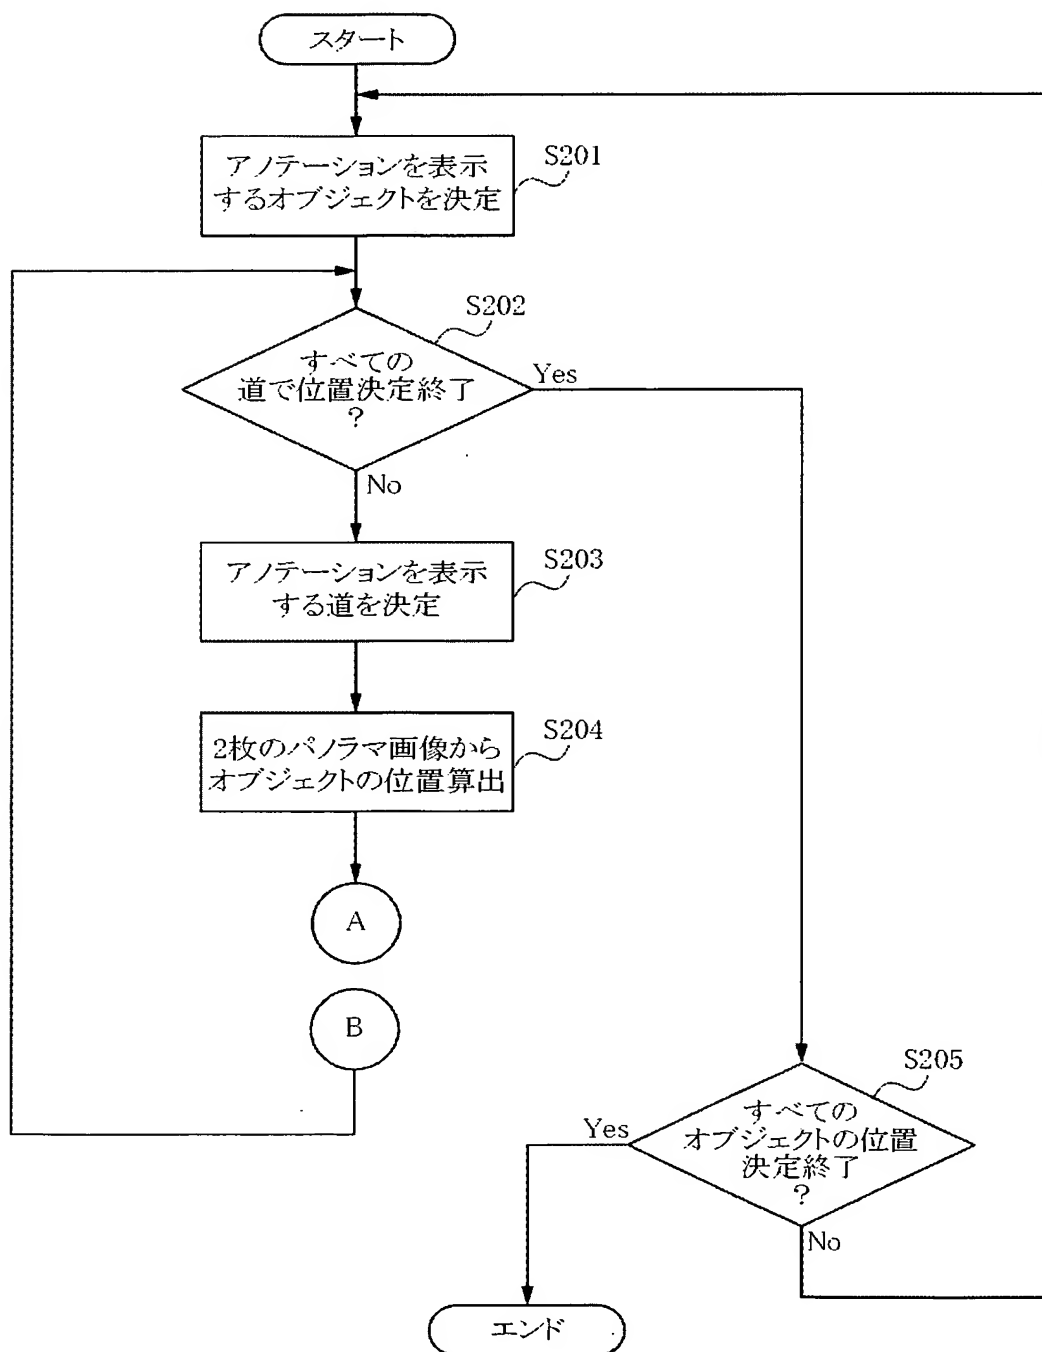 スタート
アノテーションを表示
するオブジェクトを決定
S201
S202
すべての
道で位置決定終了
?
Yes
No
アノテーションを表示
する道を決定
S203
2枚のパノラマ画像から
オブジェクトの位置算出
S204
A
B
S205
すべての
オブジェクトの位置
決定終了
?
Yes
No
エンド